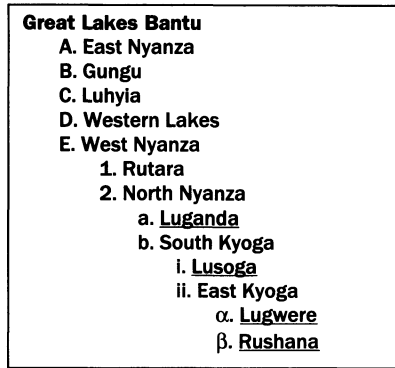 Great Lakes Bantu
A. East Nyanza
B. Gungu
C. Luhyia
D. Western Lakes
E. West Nyanza
1. Rutara
2. North Nyanza
a. Luganda
b. South Kyoga
i. Lusoga
ii. East Kyoga
α. Lugwere
β. Rushana